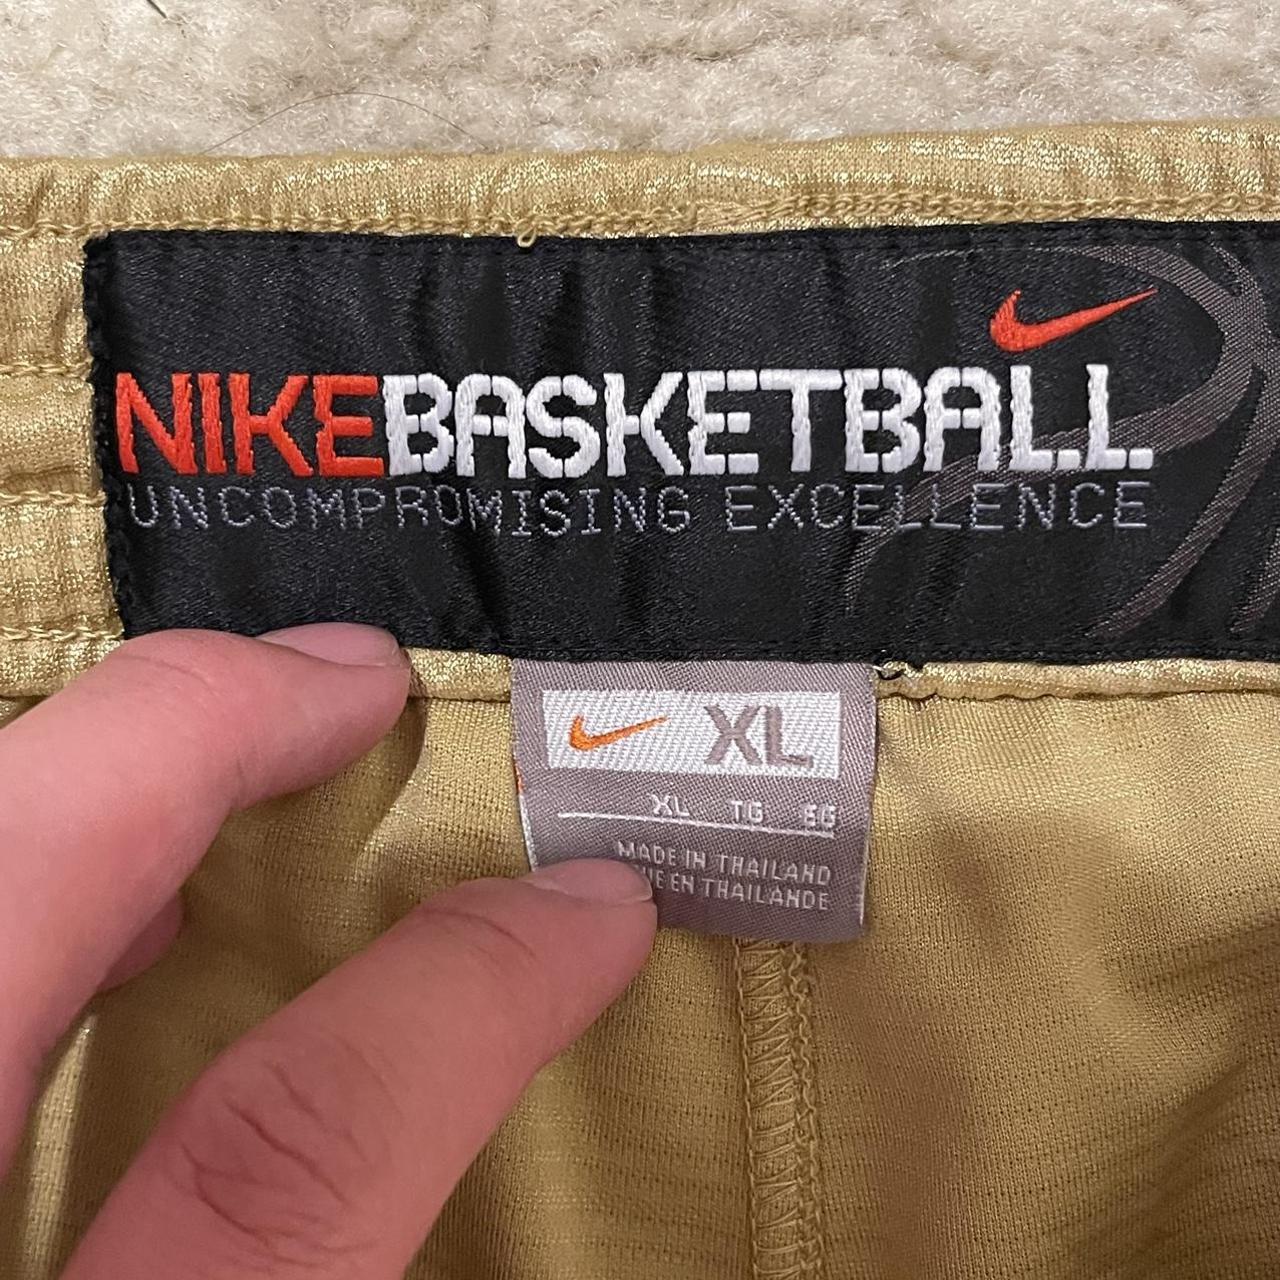 NIKEBASKETBALL
UNCOMPROMISING EXCELLENCE
XL
XL TG EG
MADE IN THAILAND
EN THAILANDE